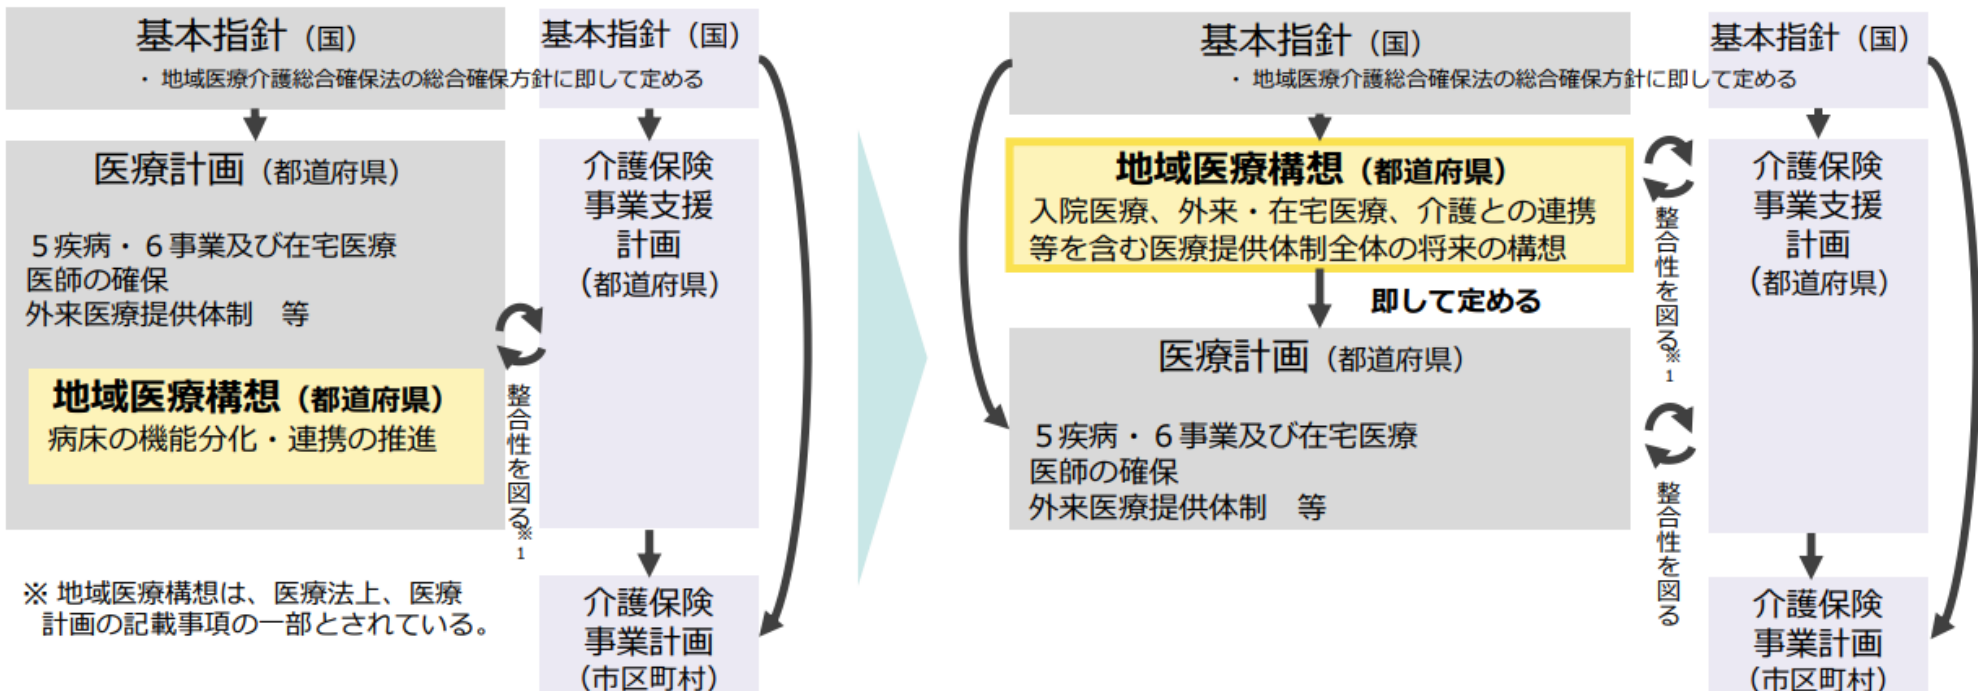 基本指針（国）
基本指針（国）
・ 地域医療介護総合確保法の総合確保方針に即して定める
医療計画（都道府県）
５疾病・６事業及び在宅医療
医師の確保
外来医療提供体制　等
地域医療構想（都道府県）
病床の機能分化・連携の推進
整合性を図る※1
介護保険
事業支援
計画
（都道府県）
介護保険
事業計画
（市区町村）
※ 地域医療構想は、医療法上、医療
計画の記載事項の一部とされている。
基本指針（国）
基本指針（国）
・ 地域医療介護総合確保法の総合確保方針に即して定める
地域医療構想（都道府県）
入院医療、外来・在宅医療、介護との連携
等を含む医療提供体制全体の将来の構想
即して定める
医療計画（都道府県）
５疾病・６事業及び在宅医療
医師の確保
外来医療提供体制　等
整合性を図る※1
整合性を図る
介護保険
事業支援
計画
（都道府県）
介護保険
事業計画
（市区町村）